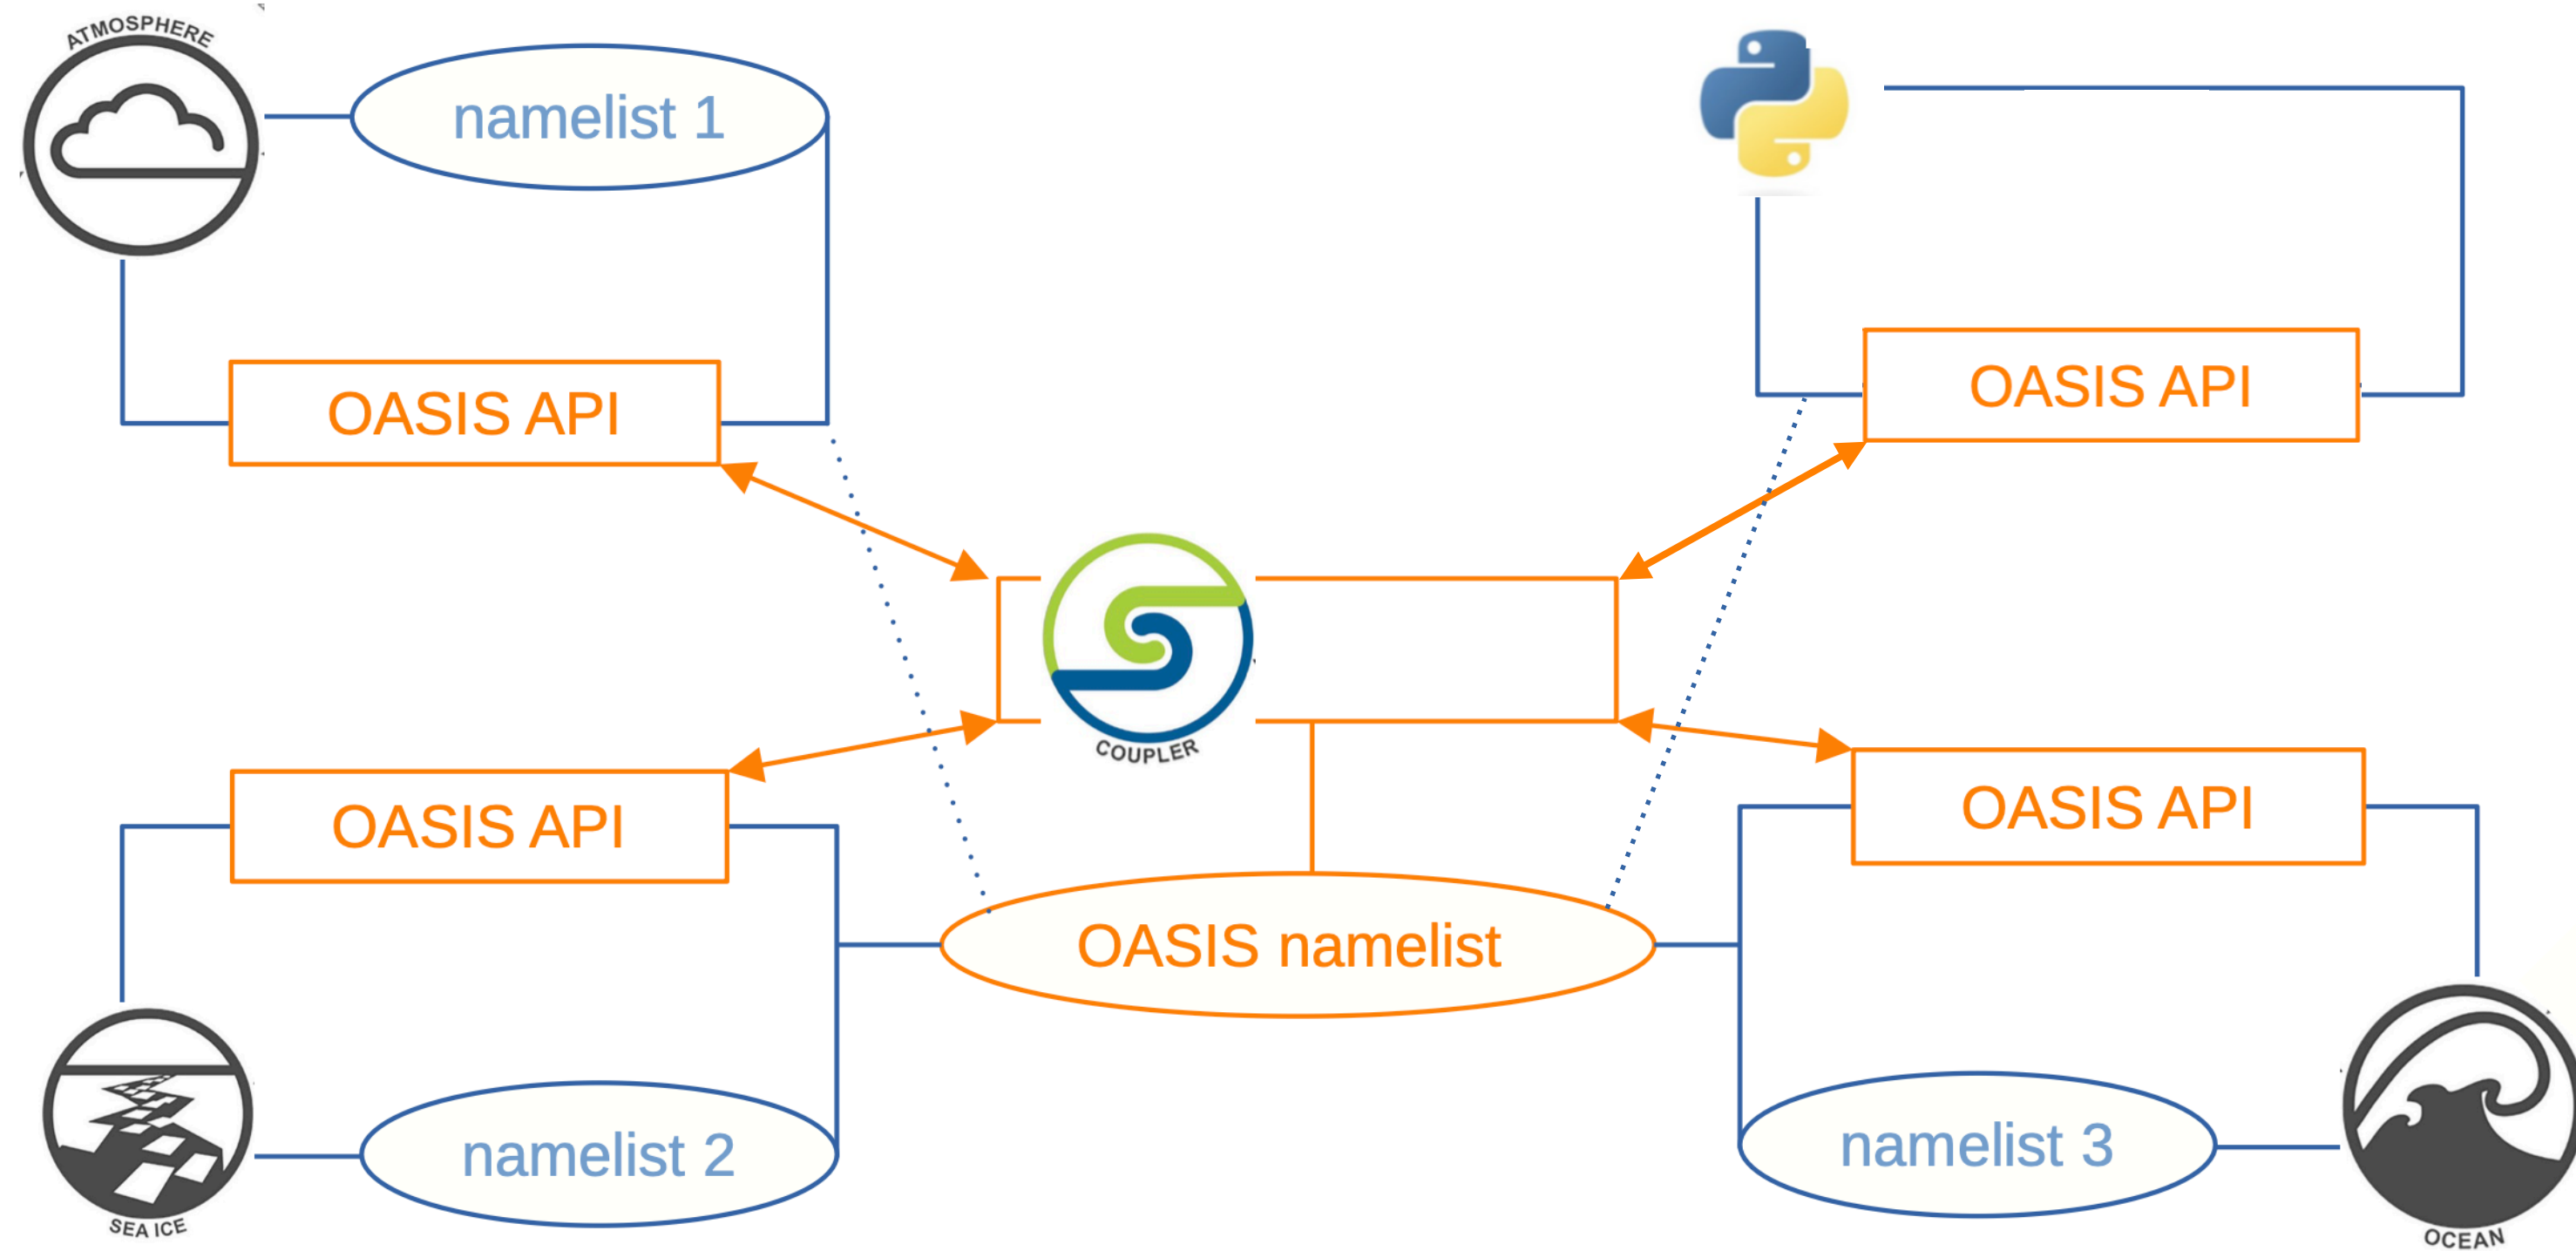 ATMOSPHERE
namelist 1
OASIS API
OASIS API
COUPLER
OASIS API
OASIS API
OASIS namelist
namelist 2
namelist 3
SEA ICE
OCEAN